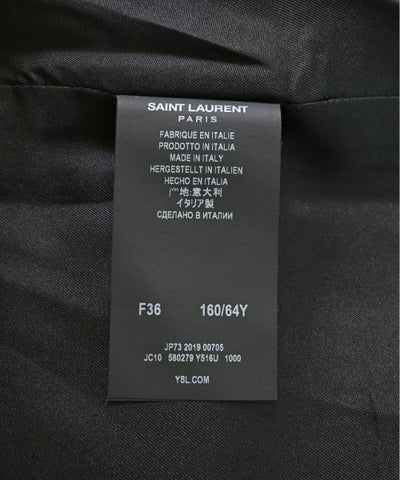 SAINT LAURENT
PARIS
FABRIQUE EN ITALIE
PRODOTTO IN ITALIA
MADE IN ITALY
HERGESTELLT IN ITALIEN
HECHO EN ITALIA
地:意大利
イタリア製
СДЕЛАНО В ИТАЛИИ
F36 160/64Y
JP73 2019 00705
JC10 580279 Y516U 1000
YSL.COM